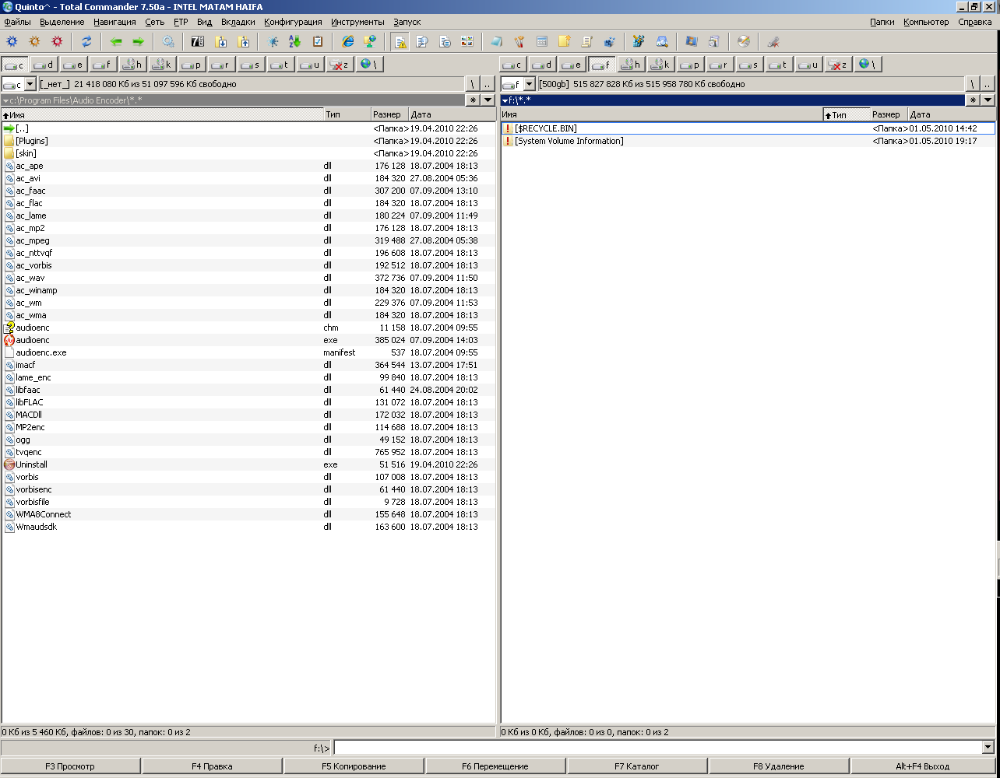 Quinto^ - Total Commander 7.50a - INTEL MATAM HAIFA
Файлы Выделение Навигация Сеть FTP Вид Вкладки Конфигурация Инструменты Запуск Папки Компьютер Справка
c d e f h k p r s t u z \ c d e f h k p r s t u z \
c [_нет_] 21 418 080 Кб из 51 097 596 Кб свободно \ .. f [500gb] 515 827 828 Кб из 515 958 780 Кб свободно \ ..
c:\Program Files\Audio Encoder\*.* * f:\*.* *
Имя Тип Размер Дата Имя Тип Размер Дата
[..] <Папка> 19.04.2010 22:26 [$RECYCLE.BIN] <Папка> 01.05.2010 14:42
[Plugins] <Папка> 19.04.2010 22:26 [System Volume Information] <Папка> 01.05.2010 19:17
[skin] <Папка> 19.04.2010 22:26
ac_ape dll 176 128 18.07.2004 18:13
ac_avi dll 184 320 27.08.2004 05:36
ac_faac dll 307 200 07.09.2004 13:10
ac_flac dll 184 320 18.07.2004 18:13
ac_lame dll 180 224 07.09.2004 11:49
ac_mp2 dll 176 128 18.07.2004 18:13
ac_mpeg dll 319 488 27.08.2004 05:38
ac_nttvqf dll 196 608 18.07.2004 18:13
ac_vorbis dll 192 512 18.07.2004 18:13
ac_wav dll 372 736 07.09.2004 11:50
ac_winamp dll 184 320 18.07.2004 18:13
ac_wm dll 229 376 07.09.2004 11:53
ac_wma dll 184 320 18.07.2004 18:13
audioenc chm 11 158 18.07.2004 09:55
audioenc exe 385 024 07.09.2004 14:03
audioenc.exe manifest 537 18.07.2004 09:55
imacf dll 364 544 13.07.2004 17:51
lame_enc dll 99 840 18.07.2004 18:13
libfaac dll 61 440 24.08.2004 20:02
libFLAC dll 131 072 18.07.2004 18:13
MACDll dll 172 032 18.07.2004 18:13
MP2enc dll 114 688 18.07.2004 18:13
ogg dll 49 152 18.07.2004 18:13
tvqenc dll 765 952 18.07.2004 18:13
Uninstall exe 51 516 19.04.2010 22:26
vorbis dll 107 008 18.07.2004 18:13
vorbisenc dll 61 440 18.07.2004 18:13
vorbisfile dll 9 728 18.07.2004 18:13
WMA8Connect dll 155 648 18.07.2004 18:13
Wmaudsdk dll 163 600 18.07.2004 18:13
0 Кб из 5 460 Кб, файлов: 0 из 30, папок: 0 из 2 0 Кб из 0 Кб, файлов: 0 из 0, папок: 0 из 2
f:\>
F3 Просмотр F4 Правка F5 Копирование F6 Перемещение F7 Каталог F8 Удаление Alt+F4 Выход